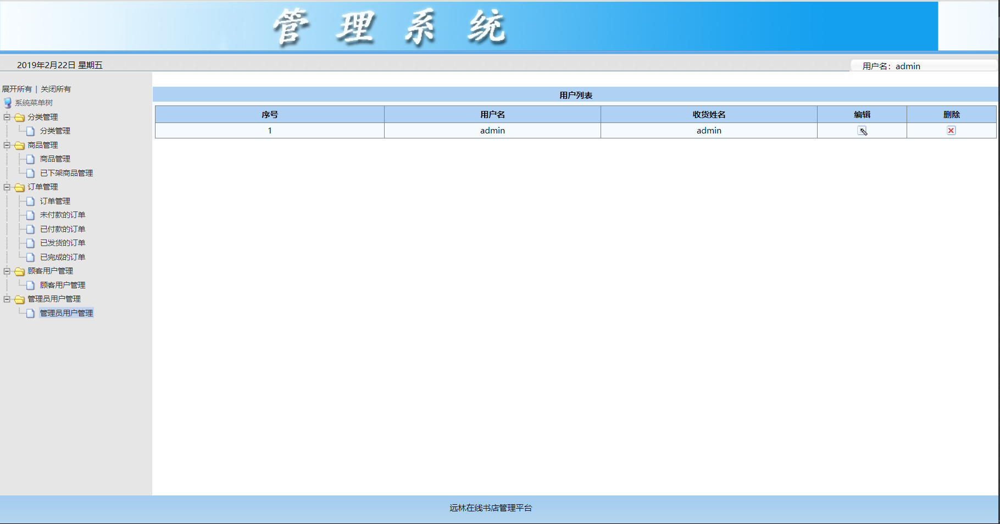 管理系统
2019年2月22日 星期五
用户名：admin
展开所有 | 关闭所有
系统菜单树
分类管理
分类管理
商品管理
商品管理
已下架商品管理
订单管理
订单管理
未付款的订单
已付款的订单
已发货的订单
已完成的订单
顾客用户管理
顾客用户管理
管理员用户管理
管理员用户管理
用户列表
序号 用户名 收货姓名 编辑 删除
1 admin admin
远林在线书店管理平台